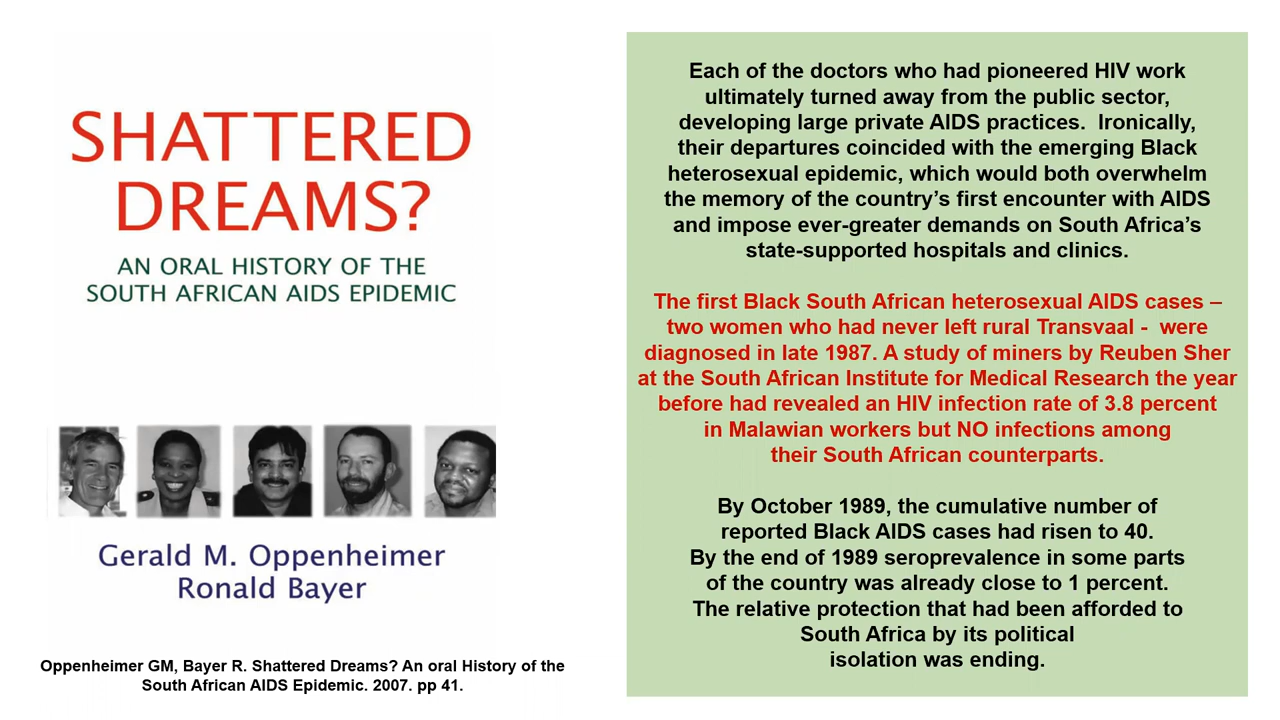 SHATTERED
DREAMS?
AN ORAL HISTORY OF THE
SOUTH AFRICAN AIDS EPIDEMIC
Gerald M. Oppenheimer
Ronald Bayer
Oppenheimer GM, Bayer R. Shattered Dreams? An oral History of the
South African AIDS Epidemic. 2007. pp 41.
Each of the doctors who had pioneered HIV work
ultimately turned away from the public sector,
developing large private AIDS practices.  Ironically,
their departures coincided with the emerging Black
heterosexual epidemic, which would both overwhelm
the memory of the country’s first encounter with AIDS
and impose ever-greater demands on South Africa’s
state-supported hospitals and clinics.
The first Black South African heterosexual AIDS cases –
two women who had never left rural Transvaal -  were
diagnosed in late 1987. A study of miners by Reuben Sher
at the South African Institute for Medical Research the year
before had revealed an HIV infection rate of 3.8 percent
in Malawian workers but NO infections among
their South African counterparts.
By October 1989, the cumulative number of
reported Black AIDS cases had risen to 40.
By the end of 1989 seroprevalence in some parts
of the country was already close to 1 percent.
The relative protection that had been afforded to
South Africa by its political
isolation was ending.